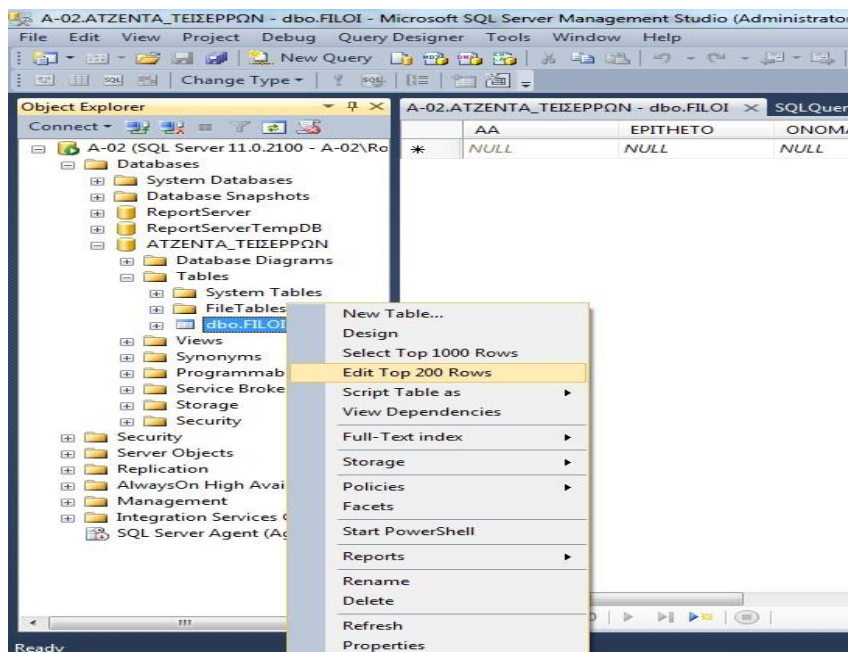 A-02.ΑΤΖΕΝΤΑ_ΤΕΙΣΕΡΡΩΝ - dbo.FILOI - Microsoft SQL Server Management Studio (Administrator
File Edit View Project Debug Query Designer Tools Window Help
New Query
Change Type
Object Explorer
A-02.ΑΤΖΕΝΤΑ_ΤΕΙΣΕΡΡΩΝ - dbo.FILOI
SQLQuer
Connect
AA EPITHETO ONOMA
NULL NULL NULL
A-02 (SQL Server 11.0.2100 - A-02\Ro
Databases
System Databases
Database Snapshots
ReportServer
ReportServerTempDB
ΑΤΖΕΝΤΑ_ΤΕΙΣΕΡΡΩΝ
Database Diagrams
Tables
System Tables
FileTables
dbo.FILOI
Views
Synonyms
Programmab
Service Broke
Storage
Security
Security
Server Objects
Replication
AlwaysOn High Avai
Management
Integration Services
SQL Server Agent (Ag
New Table...
Design
Select Top 1000 Rows
Edit Top 200 Rows
Script Table as
View Dependencies
Full-Text index
Storage
Policies
Facets
Start PowerShell
Reports
Rename
Delete
Refresh
Properties
Ready